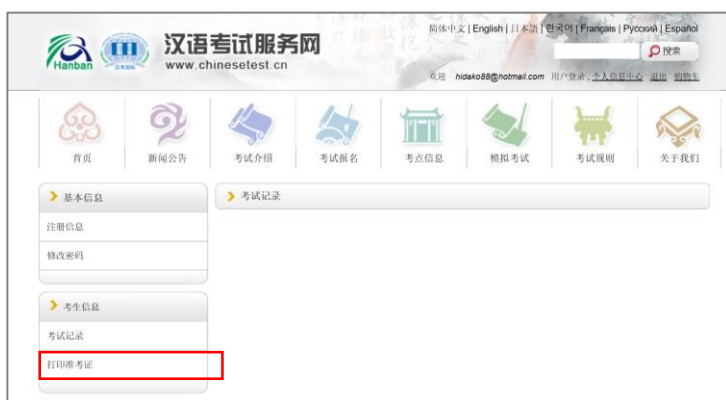 简体中文 | English | 日本語 | 한국어 | Français | Русский | Español
Hanban
汉语考试服务网
www.chinesetest.cn
搜索
欢迎 hidako88@hotmail.com 用户登录, 个人信息中心 退出 购物车
首页 新闻公告 考试介绍 考试报名 考点信息 模拟考试 考试规则 关于我们
基本信息
考试记录
注册信息
修改密码
考生信息
考试记录
打印准考证